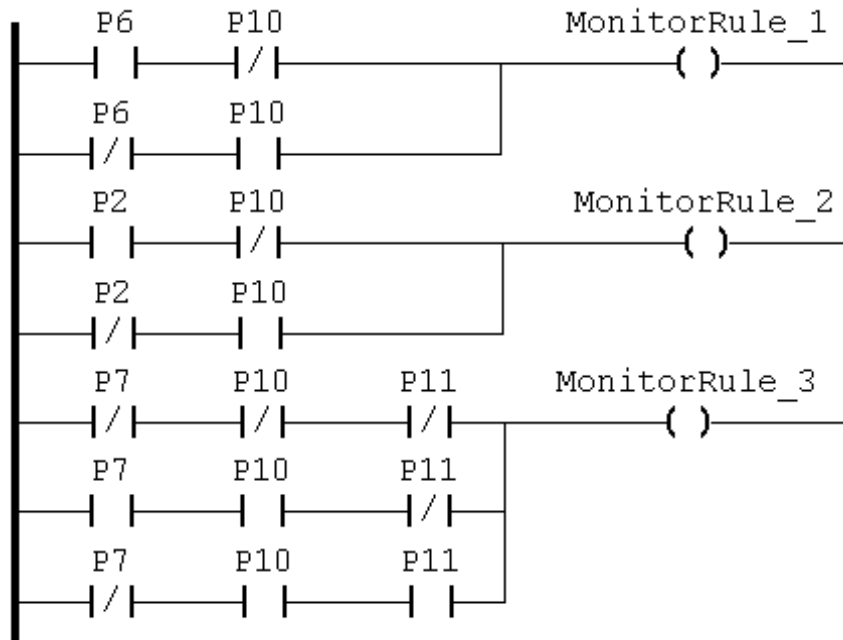 P6 P10 MonitorRule_1
P6 P10
P2 P10 MonitorRule_2
P2 P10
P7 P10 P11 MonitorRule_3
P7 P10 P11
P7 P10 P11